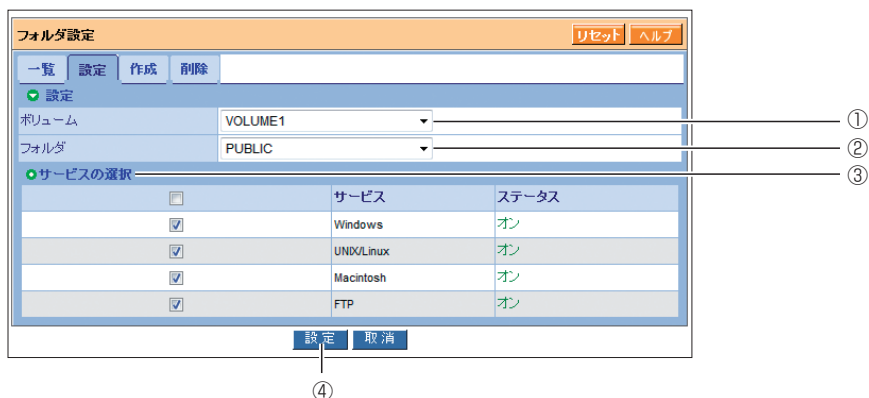 フォルダ設定 リセット ヘルプ
一覧 設定 作成 削除
設定
ボリューム VOLUME1 ①
フォルダ PUBLIC ②
サービスの選択 ③
サービス ステータス
Windows オン
UNIX/Linux オン
Macintosh オン
FTP オン
設定 取消
④